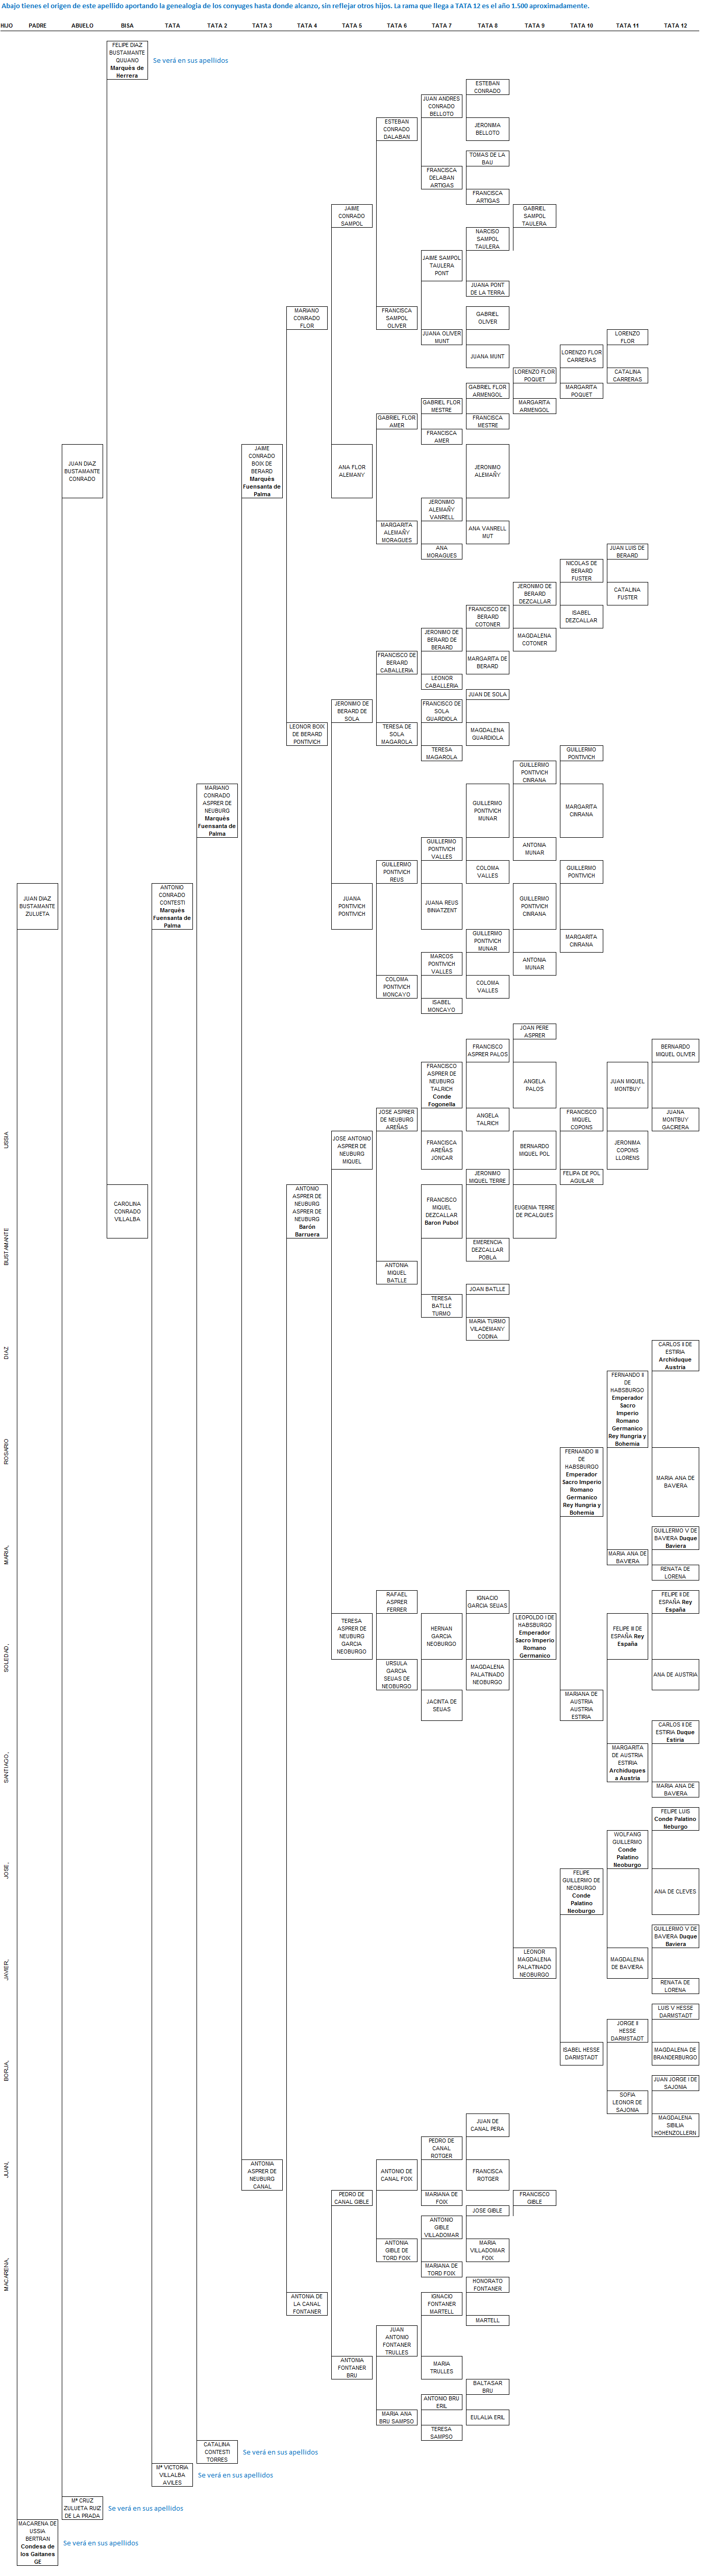 Abajo tienes el origen de este apellido aportando la genealogía de los conyuges hasta donde alcanzo, sin reflejar otros hijos. La rama que llega a TATA 12 es el año 1.500 aproximadamente.
HIJO PADRE ABUELO BISA TATA TATA 2 TATA 3 TATA 4 TATA 5 TATA 6 TATA 7 TATA 8 TATA 9 TATA 10 TATA 11 TATA 12
FELIPE DIAZ
BUSTAMANTE
QUIJANO
Marqués de
Herrera
Se verá en sus apellidos
ESTEBAN
CONRADO
JUAN ANDRES
CONRADO
BELLOTO
ESTEBAN
CONRADO
DALABAN
JERONIMA
BELLOTO
TOMAS DE LA
BAU
FRANCISCA
DELABAN
ARTIGAS
FRANCISCA
ARTIGAS
JAIME
CONRADO
SAMPOL
GABRIEL
SAMPOL
TAULERA
NARCISO
SAMPOL
TAULERA
JAIME SAMPOL
TAULERA
PONT
JUANA PONT
DE LA TERRA
MARIANO
CONRADO
FLOR
FRANCISCA
SAMPOL
OLIVER
GABRIEL
OLIVER
JUANA OLIVER
MUNT
LORENZO
FLOR
JUANA MUNT
LORENZO FLOR
CARRERAS
LORENZO FLOR
POQUET
CATALINA
CARRERAS
GABRIEL FLOR
ARMENGOL
MARGARITA
POQUET
GABRIEL FLOR
MESTRE
MARGARITA
ARMENGOL
GABRIEL FLOR
AMER
FRANCISCA
MESTRE
FRANCISCA
AMER
JUAN DIAZ
BUSTAMANTE
CONRADO
JAIME
CONRADO
BOIX DE
BERARD
Marqués
Fuensanta de
Palma
ANA FLOR
ALEMANY
JERONIMO
ALEMAÑY
JERONIMO
ALEMAÑY
VANRELL
MARGARITA
ALEMAÑY
MORAGUES
ANA VANRELL
MUT
ANA
MORAGUES
JUAN LUIS DE
BERARD
NICOLAS DE
BERARD
FUSTER
JERONIMO DE
BERARD
DEZCALLAR
CATALINA
FUSTER
FRANCISCO DE
BERARD
COTONER
ISABEL
DEZCALLAR
JERONIMO DE
BERARD DE
BERARD
MAGDALENA
COTONER
FRANCISCO DE
BERARD
CABALLERIA
MARGARITA DE
BERARD
LEONOR
CABALLERIA
JUAN DE SOLA
JERONIMO DE
BERARD DE
SOLA
FRANCISCO DE
SOLA
GUARDIOLA
LEONOR BOIX
DE BERARD
PONTIVICH
TERESA DE
SOLA
MAGAROLA
MAGDALENA
GUARDIOLA
TERESA
MAGAROLA
GUILLERMO
PONTIVICH
GUILLERMO
PONTIVICH
CINRANA
MARIANO
CONRADO
ASPRER DE
NEUBURG
Marqués
Fuensanta de
Palma
GUILLERMO
PONTIVICH
MUNAR
MARGARITA
CINRANA
GUILLERMO
PONTIVICH
VALLES
ANTONIA
MUNAR
GUILLERMO
PONTIVICH
REUS
COLOMA
VALLES
GUILLERMO
PONTIVICH
JUAN DIAZ
BUSTAMANTE
ZULUETA
ANTONIO
CONRADO
CONTESTI
Marqués
Fuensanta de
Palma
JUANA
PONTIVICH
PONTIVICH
JUANA REUS
BINIATZENT
GUILLERMO
PONTIVICH
CINRANA
GUILLERMO
PONTIVICH
MUNAR
MARGARITA
CINRANA
MARCOS
PONTIVICH
VALLES
ANTONIA
MUNAR
COLOMA
PONTIVICH
MONCAYO
COLOMA
VALLES
ISABEL
MONCAYO
JOAN PERE
ASPRER
FRANCISCO
ASPRER PALOS
BERNARDO
MIQUEL OLIVER
FRANCISCO
ASPRER DE
NEUBURG
TALRICH
Conde
Fogonella
ANGELA
PALOS
JUAN MIQUEL
MONTBUY
JOSE ASPRER
DE NEUBURG
AREÑAS
ANGELA
TALRICH
FRANCISCO
MIQUEL
COPONS
JUANA
MONTBUY
GACIRERA
USSIA
JOSE ANTONIO
ASPRER DE
NEUBURG
MIQUEL
FRANCISCA
AREÑAS
JONCAR
BERNARDO
MIQUEL POL
JERONIMA
COPONS
LLORENS
JERONIMO
MIQUEL TERRE
FELIPA DE POL
AGUILAR
CAROLINA
CONRADO
VILLALBA
ANTONIO
ASPRER DE
NEUBURG
ASPRER DE
NEUBURG
Barón
Barruera
FRANCISCO
MIQUEL
DEZCALLAR
Baron Pubol
EUGENIA TERRE
DE PICALQUES
BUSTAMANTE
EMERENCIA
DEZCALLAR
POBLA
ANTONIA
MIQUEL
BATLLE
JOAN BATLLE
TERESA
BATLLE
TURMO
MARIA TURMO
VILADEMANY
CODINA
DIAZ
CARLOS II DE
ESTIRIA
Archiduque
Austria
FERNANDO II
DE
HABSBURGO
Emperador
Sacro
Imperio
Romano
Germanico
Rey Hungria y
Bohemia
ROSARIO
FERNANDO III
DE
HABSBURGO
Emperador
Sacro Imperio
Romano
Germanico
Rey Hungria y
Bohemia
MARIA ANA DE
BAVIERA
GUILLERMO V DE
BAVIERA Duque
Baviera
MARIA,
MARIA ANA DE
BAVIERA
RENATA DE
LORENA
RAFAEL
ASPRER
FERRER
IGNACIO
GARCIA SEUAS
FELIPE II DE
ESPAÑA Rey
España
TERESA
ASPRER DE
NEUBURG
GARCIA
NEOBURGO
HERNAN
GARCIA
NEOBURGO
LEOPOLDO I DE
HABSBURGO
Emperador
Sacro Imperio
Romano
Germanico
FELIPE III DE
ESPAÑA Rey
España
SOLEDAD,
URSULA
GARCIA
SEUAS DE
NEOBURGO
MAGDALENA
PALATINADO
NEOBURGO
ANA DE AUSTRIA
JACINTA DE
SEUAS
MARIANA DE
AUSTRIA
AUSTRIA
ESTIRIA
CARLOS II DE
ESTIRIA Duque
Estiria
SANTIAGO,
MARGARITA
DE AUSTRIA
ESTIRIA
Archiduques
a Austria
MARIA ANA DE
BAVIERA
FELIPE LUIS
Conde Palatino
Neburgo
WOLFANG
GUILLERMO
Conde
Palatino
Neoburgo
JOSE,
FELIPE
GUILLERMO DE
NEOBURGO
Conde
Palatino
Neoburgo
ANA DE CLEVES
GUILLERMO V DE
BAVIERA Duque
Baviera
JAVIER,
LEONOR
MAGDALENA
PALATINADO
NEOBURGO
MAGDALENA
DE BAVIERA
RENATA DE
LORENA
LUIS V HESSE
DARMSTADT
JORGE II
HESSE
DARMSTADT
BORJA,
ISABEL HESSE
DARMSTADT
MAGDALENA DE
BRANDERBURGO
JUAN JORGE I DE
SAJONIA
SOFIA
LEONOR DE
SAJONIA
MAGDALENA
SIBILIA
HOHENZOLLERN
JUAN DE
CANAL PERA
PEDRO DE
CANAL
ROTGER
JUAN,
ANTONIA
ASPRER DE
NEUBURG
CANAL
ANTONIO DE
CANAL FOIX
FRANCISCA
ROTGER
PEDRO DE
CANAL GIBLE
MARIANA DE
FOIX
FRANCISCO
GIBLE
JOSE GIBLE
ANTONIO
GIBLE
VILLADOMAR
ANTONIA
GIBLE DE
TORD FOIX
MARIA
VILLADOMAR
FOIX
MACARENA,
MARIANA DE
TORD FOIX
HONORATO
FONTANER
ANTONIA DE
LA CANAL
FONTANER
IGNACIO
FONTANER
MARTELL
MARTELL
JUAN
ANTONIO
FONTANER
TRULLES
ANTONIA
FONTANER
BRU
MARIA
TRULLES
BALTASAR
BRU
ANTONIO BRU
ERIL
MARIA ANA
BRU SAMPSO
EULALIA ERIL
TERESA
SAMPSO
CATALINA
CONTESTI
TORRES
Se verá en sus apellidos
Mª VICTORIA
VILLALBA
AVILES
Se verá en sus apellidos
Mª CRUZ
ZULUETA RUIZ
DE LA PRADA
Se verá en sus apellidos
MACARENA DE
USSIA
BERTRAN
Condesa de
los Gaitanes
GE
Se verá en sus apellidos